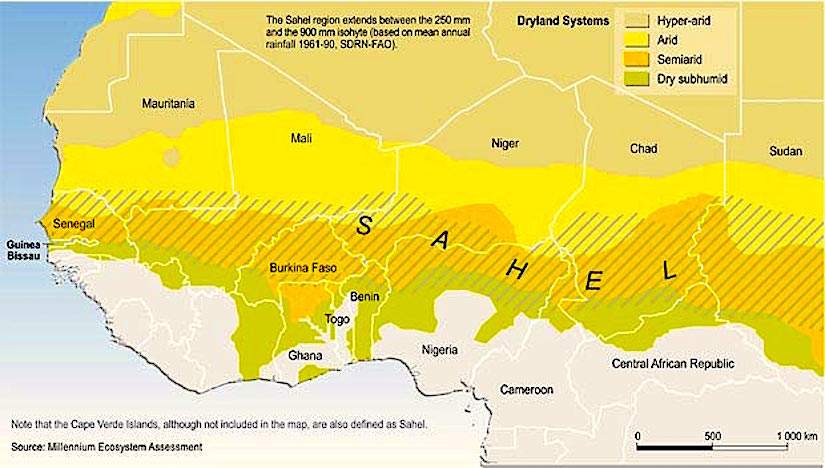 The Sahel region extends between the 250 mm
and the 900 mm isohyte (based on mean annual
rainfall 1961-90, SDRN-FAO).
Dryland Systems
Hyper-arid
Arid
Semiarid
Dry subhumid
Mauritania
Mali
Niger
Chad
Sudan
Senegal
Guinea
Bissau
SAHEL
Burkina Faso
Benin
Togo
Ghana
Nigeria
Cameroon
Central African Republic
Note that the Cape Verde Islands, although not included in the map, are also defined as Sahel.
Source: Millennium Ecosystem Assessment
0 500 1 000 km